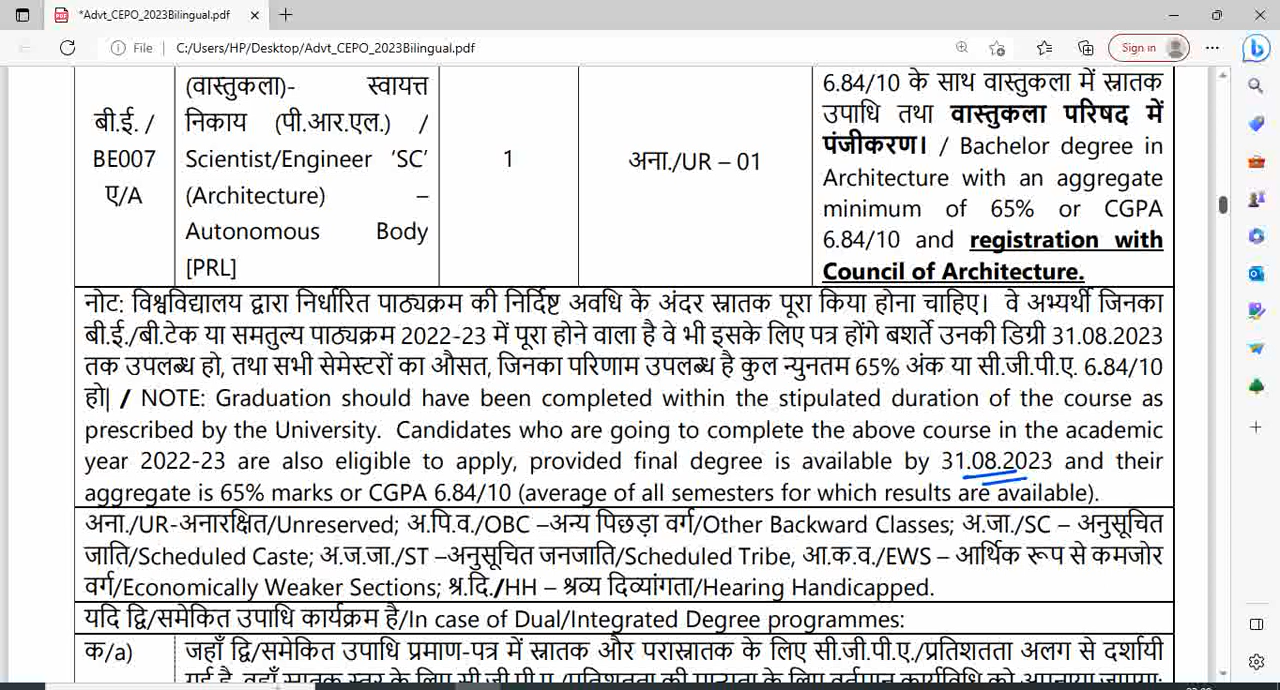 *Advt_CEPO_2023Bilingual.pdf
File
C:/Users/HP/Desktop/Advt_CEPO_2023Bilingual.pdf
Sign in
बी.ई. /
BE007
ए/A
(वास्तुकला)- स्वायत्त
निकाय (पी.आर.एल.) /
Scientist/Engineer ‘SC’
(Architecture) –
Autonomous Body
[PRL]
1
अना./UR – 01
6.84/10 के साथ वास्तुकला में स्नातक
उपाधि तथा वास्तुकला परिषद में
पंजीकरण। / Bachelor degree in
Architecture with an aggregate
minimum of 65% or CGPA
6.84/10 and registration with
Council of Architecture.
नोट: विश्वविद्यालय द्वारा निर्धारित पाठ्यक्रम की निर्दिष्ट अवधि के अंदर स्नातक पूरा किया होना चाहिए। वे अभ्यर्थी जिनका
बी.ई./बी.टेक या समतुल्य पाठ्यक्रम 2022-23 में पूरा होने वाला है वे भी इसके लिए पत्र होंगे बशर्ते उनकी डिग्री 31.08.2023
तक उपलब्ध हो, तथा सभी सेमेस्टरों का औसत, जिनका परिणाम उपलब्ध है कुल न्युनतम 65% अंक या सी.जी.पी.ए. 6.84/10
हो| / NOTE: Graduation should have been completed within the stipulated duration of the course as
prescribed by the University. Candidates who are going to complete the above course in the academic
year 2022-23 are also eligible to apply, provided final degree is available by 31.08.2023 and their
aggregate is 65% marks or CGPA 6.84/10 (average of all semesters for which results are available).
अना./UR-अनारक्षित/Unreserved; अ.पि.व./OBC –अन्य पिछड़ा वर्ग/Other Backward Classes; अ.जा./SC – अनुसूचित
जाति/Scheduled Caste; अ.ज.जा./ST –अनुसूचित जनजाति/Scheduled Tribe, आ.क.व./EWS – आर्थिक रूप से कमजोर
वर्ग/Economically Weaker Sections; श्र.दि./HH – श्रव्य दिव्यांगता/Hearing Handicapped.
यदि द्वि/समेकित उपाधि कार्यक्रम है/In case of Dual/Integrated Degree programmes:
क/a)
जहाँ द्वि/समेकित उपाधि प्रमाण-पत्र में स्नातक और परास्नातक के लिए सी.जी.पी.ए./प्रतिशतता अलग से दर्शायी